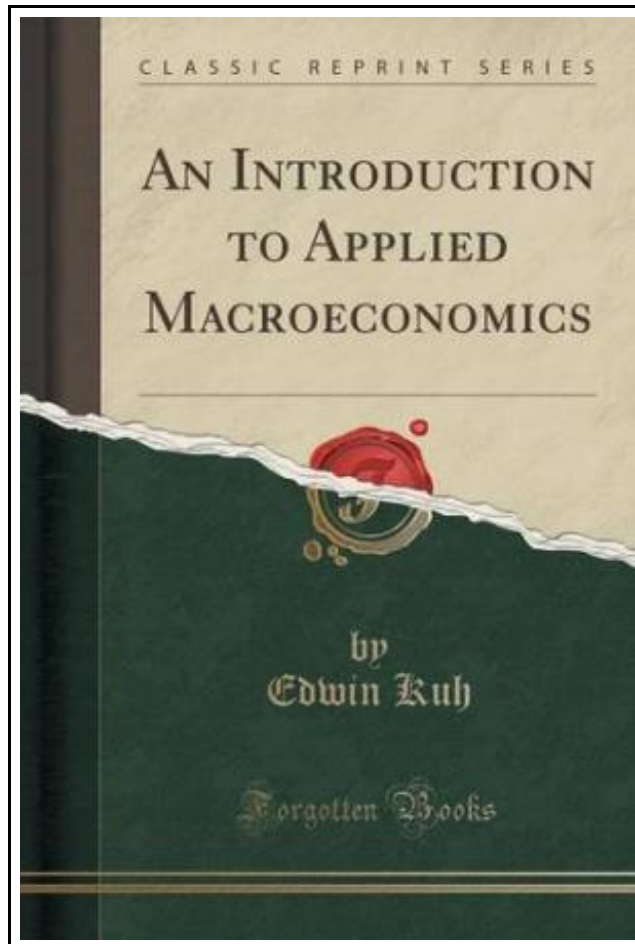 CLASSIC REPRINT SERIES
AN INTRODUCTION
TO APPLIED
MACROECONOMICS
by
Edwin Kuh
Forgotten Books